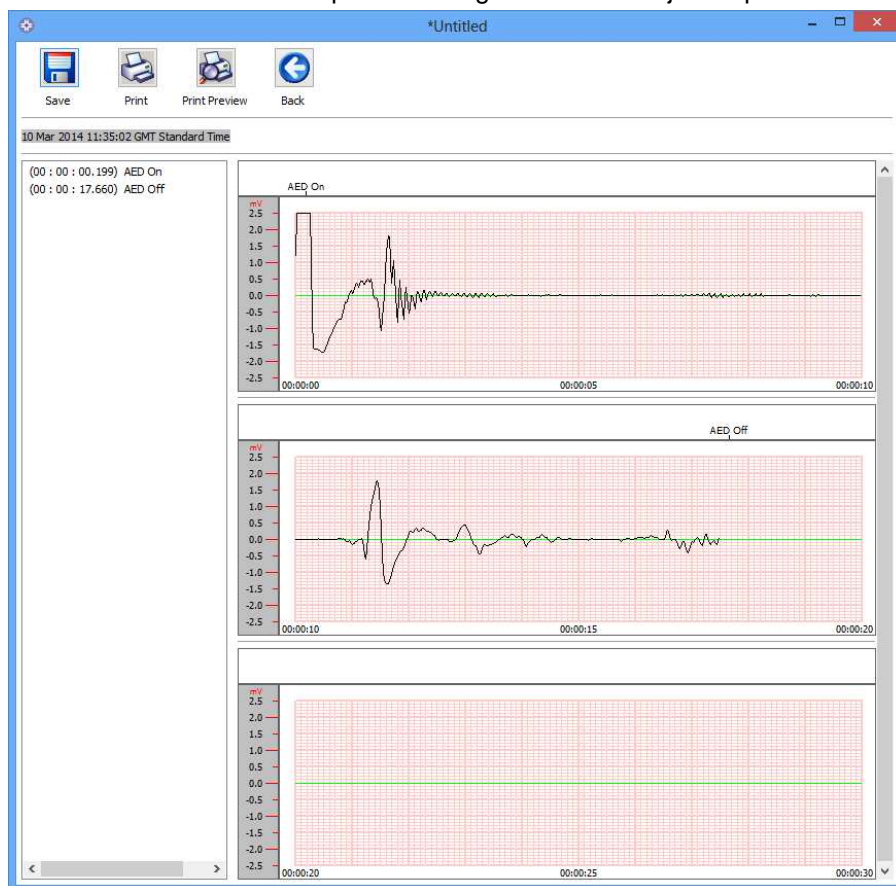 *Untitled
Save Print Print Preview Back
10 Mar 2014 11:35:02 GMT Standard Time
(00 : 00 : 00.199) AED On
(00 : 00 : 17.660) AED Off
AED On
mV
2.5
2.0
1.5
1.0
0.5
0.0
-0.5
-1.0
-1.5
-2.0
-2.5
00:00:00 00:00:05 00:00:10
AED Off
mV
2.5
2.0
1.5
1.0
0.5
0.0
-0.5
-1.0
-1.5
-2.0
-2.5
00:00:10 00:00:15 00:00:20
mV
2.5
2.0
1.5
1.0
0.5
0.0
-0.5
-1.0
-1.5
-2.0
-2.5
00:00:20 00:00:25 00:00:30